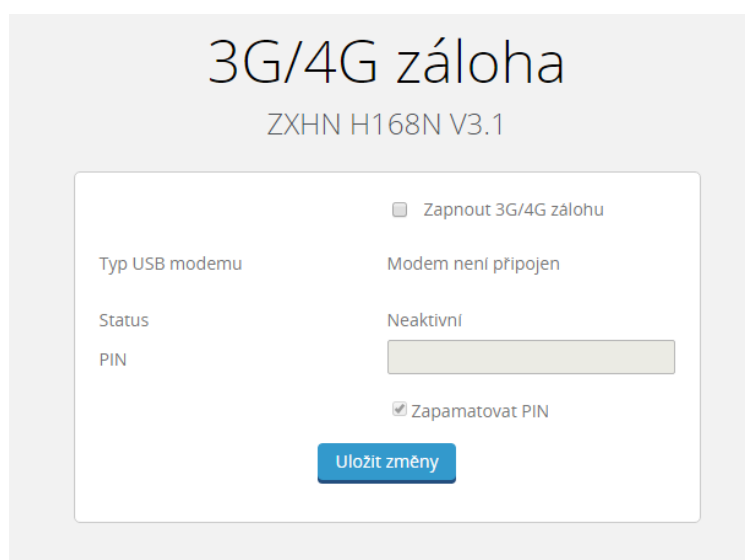 3G/4G záloha
ZXHN H168N V3.1
Zapnout 3G/4G zálohu
Typ USB modemu Modem není připojen
Status Neaktivní
PIN
Zapamatovat PIN
Uložit změny